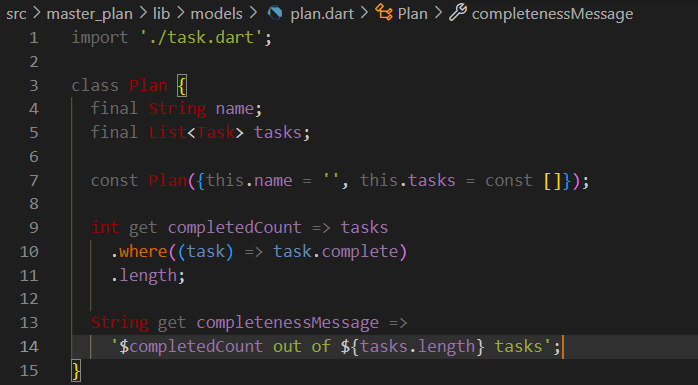 src > master_plan > lib > models > plan.dart > Plan > completenessMessage
1 import './task.dart';
2
3 class Plan {
4   final String name;
5   final List<Task> tasks;
6
7   const Plan({this.name = '', this.tasks = const []});
8
9   int get completedCount => tasks
10     .where((task) => task.complete)
11     .length;
12
13   String get completenessMessage =>
14     '$completedCount out of ${tasks.length} tasks';
15 }